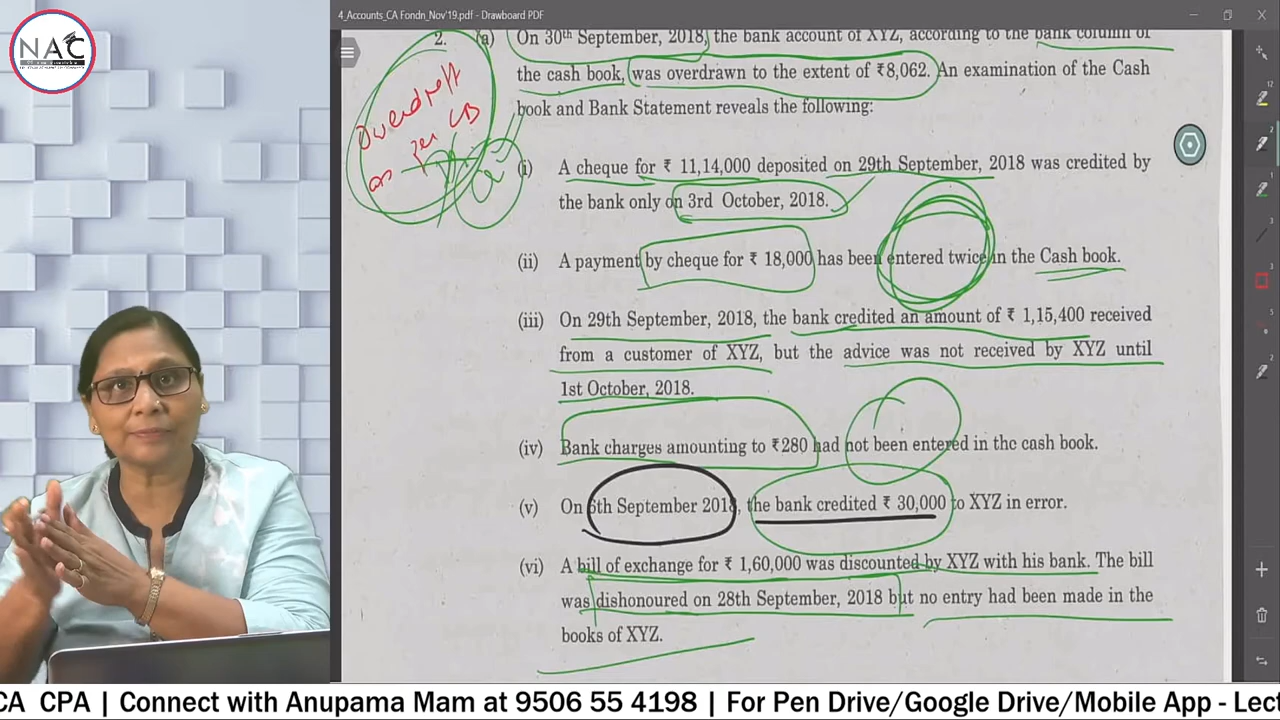 NAC
4_Accounts_CA Fondn_Nov'19.pdf - Drawboard PDF
2. (a) On 30th September, 2018, the bank account of XYZ, according to the bank column of
the cash book, was overdrawn to the extent of ₹8,062. An examination of the Cash
book and Bank Statement reveals the following:
Overdraft
as per CB
(i) A cheque for ₹ 11,14,000 deposited on 29th September, 2018 was credited by
the bank only on 3rd October, 2018.
(ii) A payment by cheque for ₹ 18,000 has been entered twice in the Cash book.
(iii) On 29th September, 2018, the bank credited an amount of ₹ 1,15,400 received
from a customer of XYZ, but the advice was not received by XYZ until
1st October, 2018.
(iv) Bank charges amounting to ₹280 had not been entered in the cash book.
(v) On 6th September 2018, the bank credited ₹ 30,000 to XYZ in error.
(vi) A bill of exchange for ₹ 1,60,000 was discounted by XYZ with his bank. The bill
was dishonoured on 28th September, 2018 but no entry had been made in the
books of XYZ.
CA CPA | Connect with Anupama Mam at 9506 55 4198 | For Pen Drive/Google Drive/Mobile App - Lect